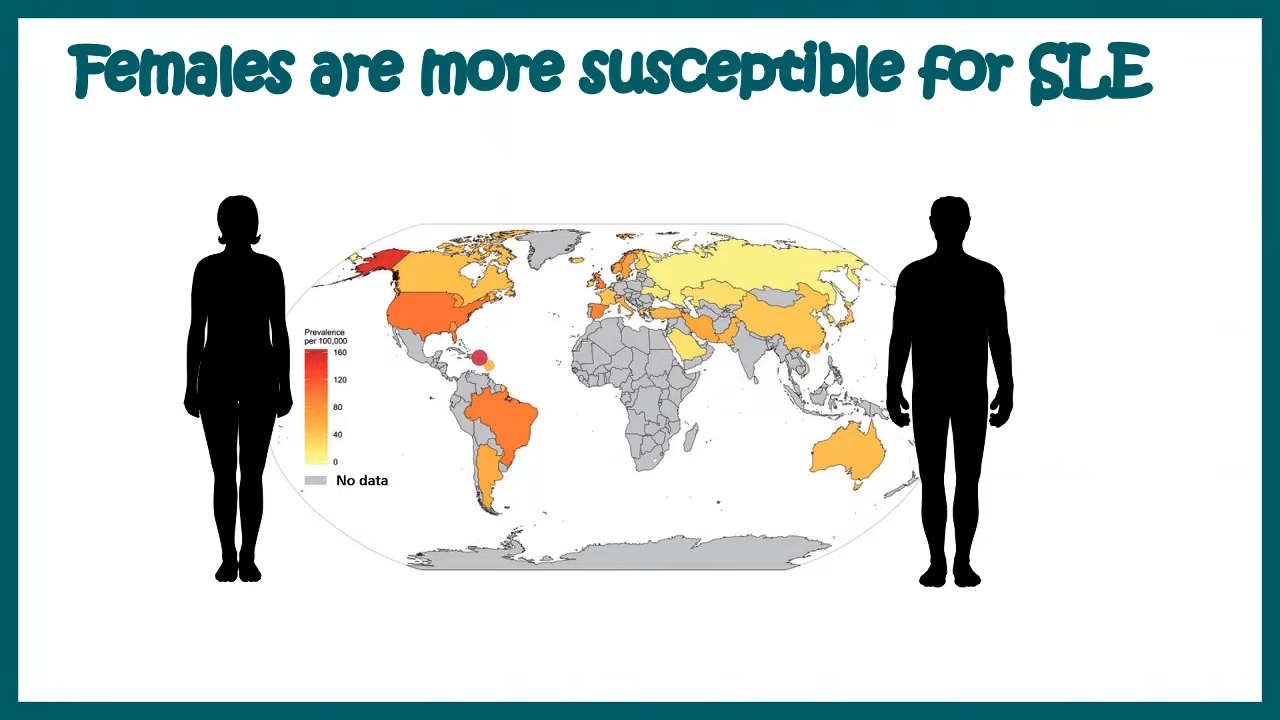 Females are more susceptible for SLE
Prevalence
per 100,000
160
120
80
40
0
No data